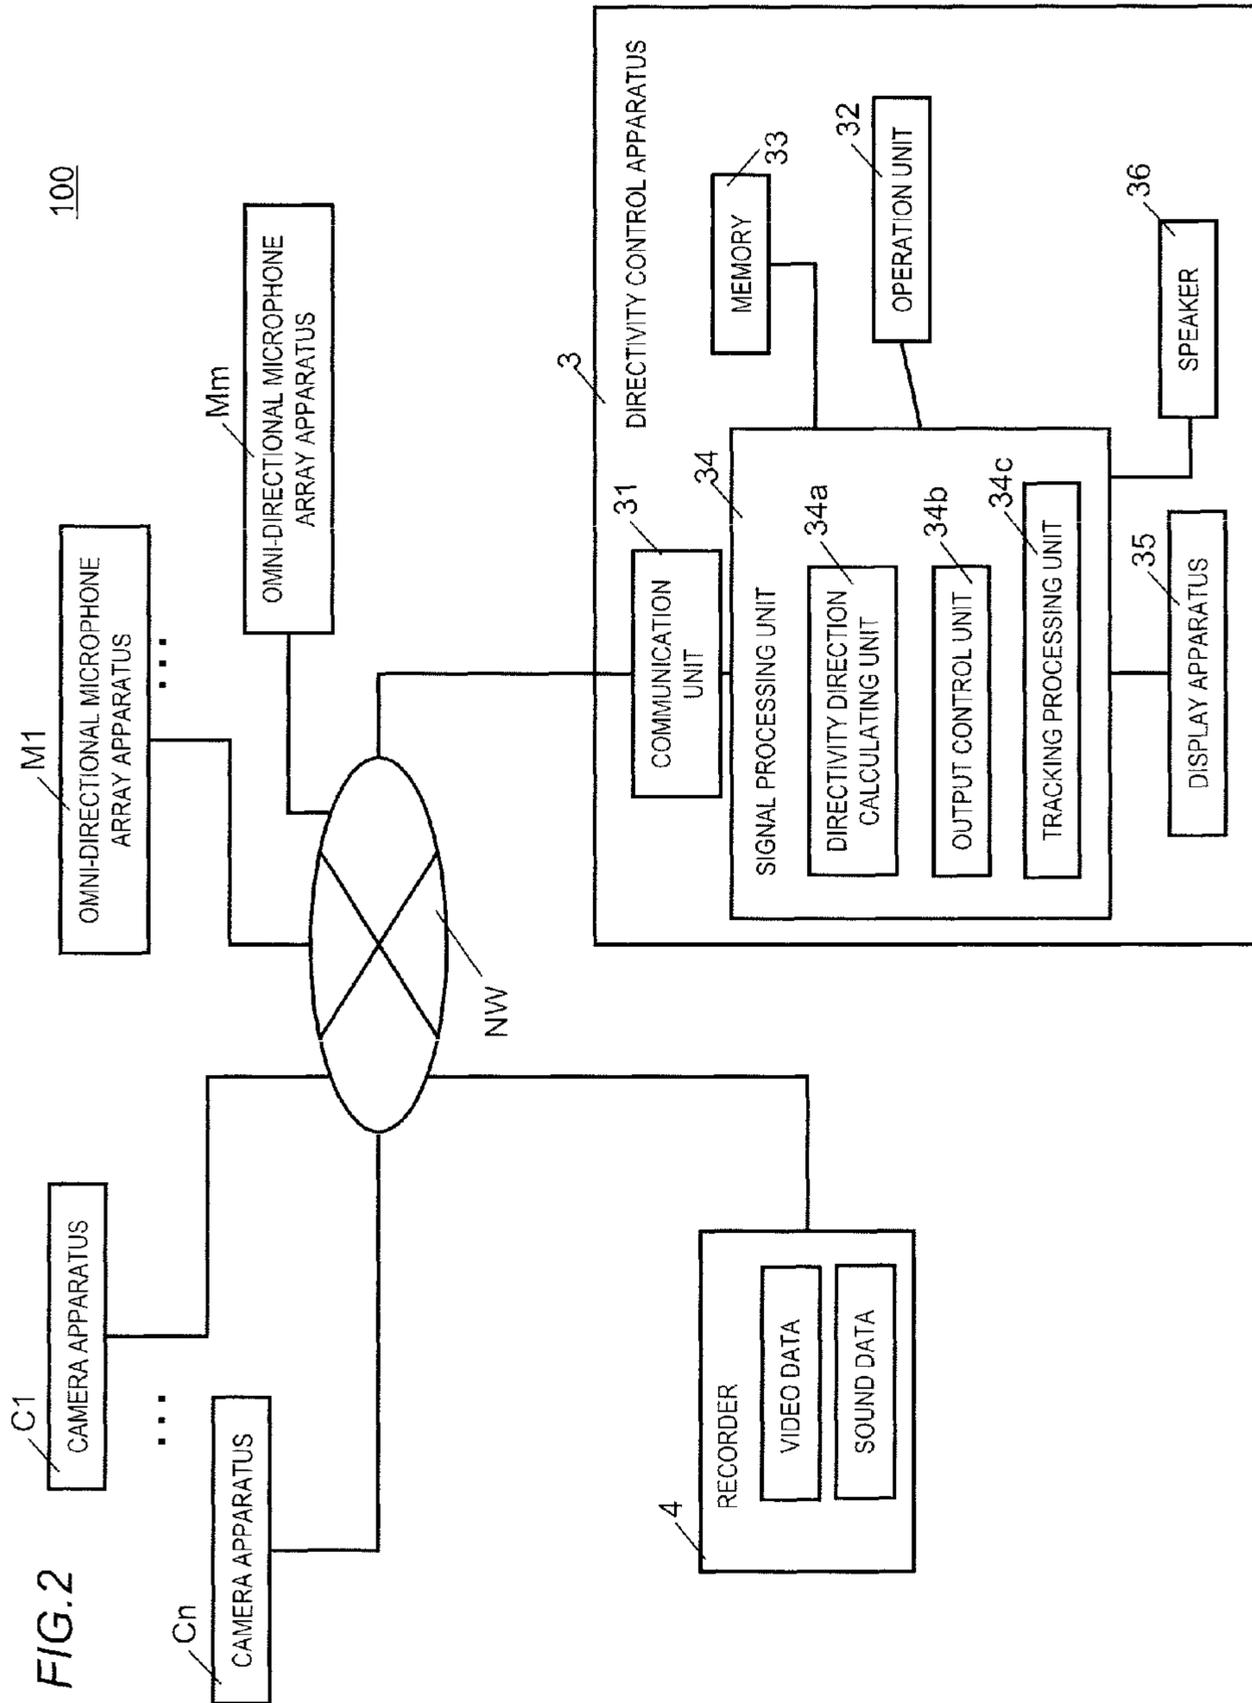 FIG.2
100
C1
CAMERA APPARATUS
...
Cn
CAMERA APPARATUS
M1
OMNI-DIRECTIONAL MICROPHONE
ARRAY APPARATUS
...
Mm
OMNI-DIRECTIONAL MICROPHONE
ARRAY APPARATUS
NW
4
RECORDER
VIDEO DATA
SOUND DATA
3
DIRECTIVITY CONTROL APPARATUS
31
COMMUNICATION
UNIT
33
MEMORY
34
SIGNAL PROCESSING UNIT
34a
DIRECTIVITY DIRECTION
CALCULATING UNIT
32
OPERATION UNIT
34b
OUTPUT CONTROL UNIT
34c
TRACKING PROCESSING UNIT
35
DISPLAY APPARATUS
36
SPEAKER